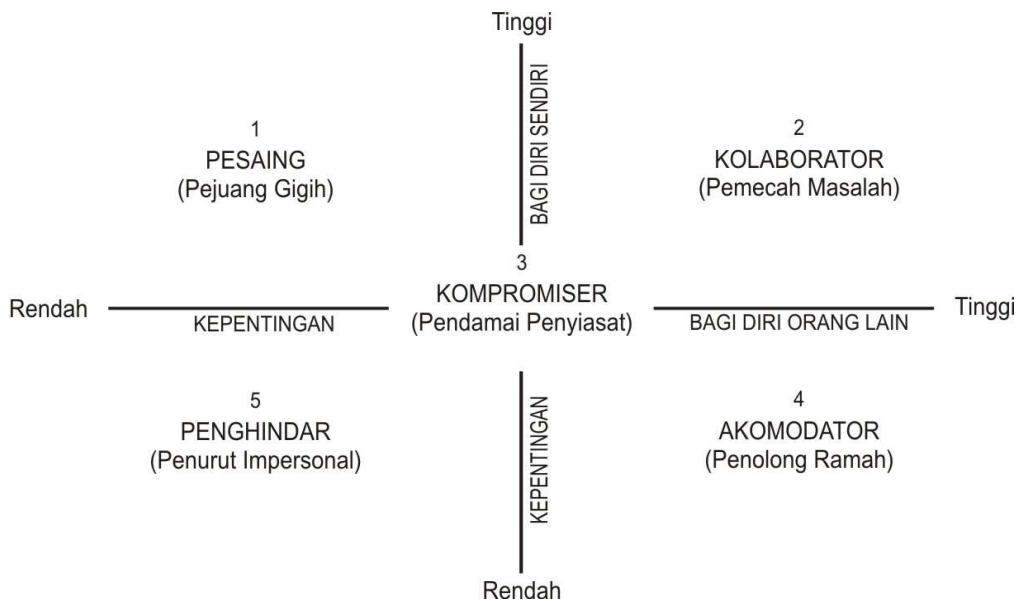 Tinggi
BAGI DIRI SENDIRI
1
PESAING
(Pejuang Gigih)
2
KOLABORATOR
(Pemecah Masalah)
3
KOMPROMISER
(Pendamai Penyiasat)
Rendah
KEPENTINGAN
BAGI DIRI ORANG LAIN
Tinggi
5
PENGHINDAR
(Penurut Impersonal)
KEPENTINGAN
4
AKOMODATOR
(Penolong Ramah)
Rendah